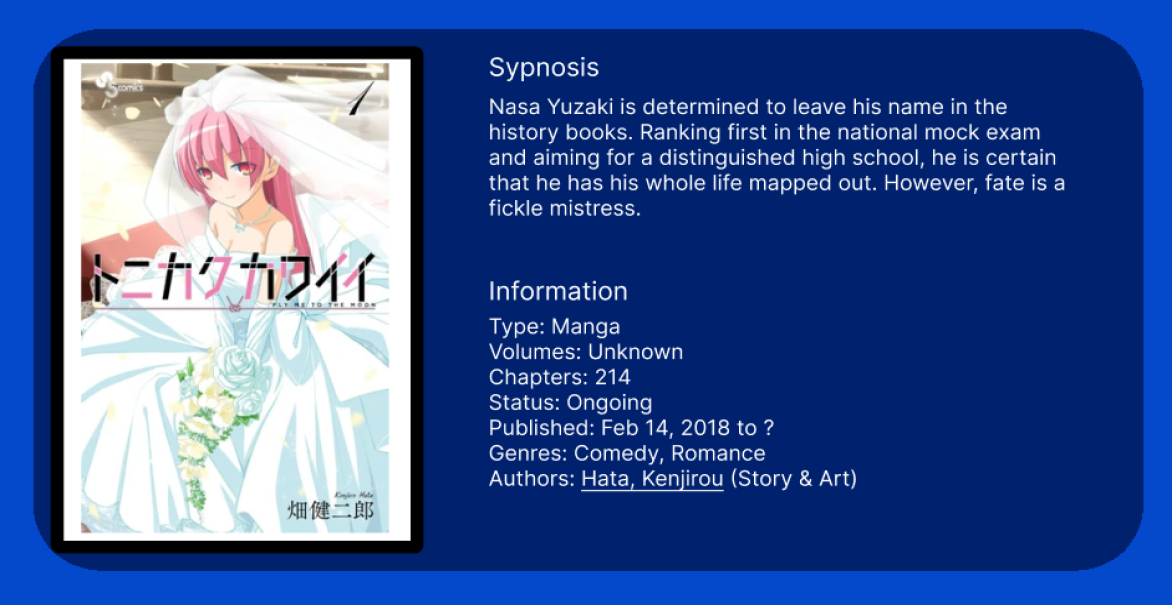 S comics
1
トニカクカワイイ
FLY ME TO THE MOON
Kenjiro Hata
畑健二郎
Sypnosis
Nasa Yuzaki is determined to leave his name in the
history books. Ranking first in the national mock exam
and aiming for a distinguished high school, he is certain
that he has his whole life mapped out. However, fate is a
fickle mistress.
Information
Type: Manga
Volumes: Unknown
Chapters: 214
Status: Ongoing
Published: Feb 14, 2018 to ?
Genres: Comedy, Romance
Authors: Hata, Kenjirou (Story & Art)